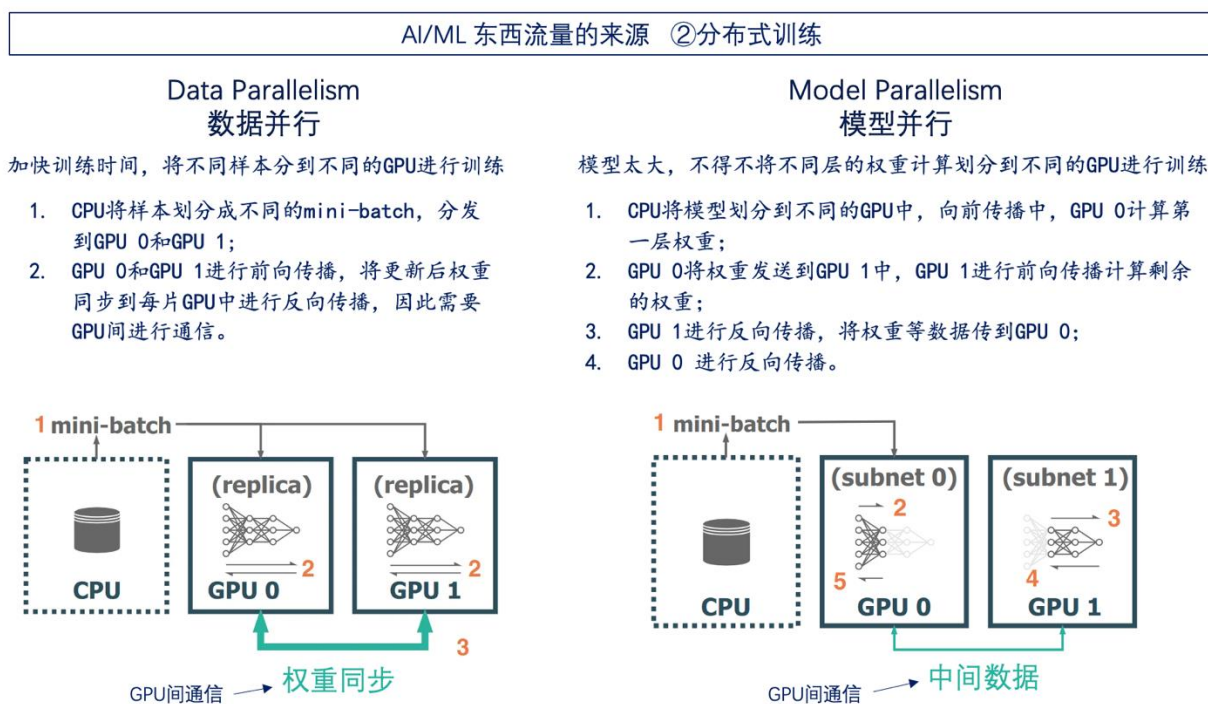 AI/ML 东西流量的来源 ②分布式训练
Data Parallelism
数据并行
加快训练时间，将不同样本分到不同的GPU进行训练
1. CPU将样本划分成不同的mini-batch，分发
到GPU 0和GPU 1；
2. GPU 0和GPU 1进行前向传播，将更新后权重
同步到每片GPU中进行反向传播，因此需要
GPU间进行通信。
1 mini-batch
(replica)
(replica)
2
2
CPU
GPU 0
GPU 1
3
权重同步
GPU间通信
Model Parallelism
模型并行
模型太大，不得不将不同层的权重计算划分到不同的GPU进行训练
1. CPU将模型划分到不同的GPU中，向前传播中，GPU 0计算第
一层权重；
2. GPU 0将权重发送到GPU 1中，GPU 1进行前向传播计算剩余
的权重；
3. GPU 1进行反向传播，将权重等数据传到GPU 0；
4. GPU 0 进行反向传播。
1 mini-batch
(subnet 0)
(subnet 1)
2
3
5
4
CPU
GPU 0
GPU 1
中间数据
GPU间通信